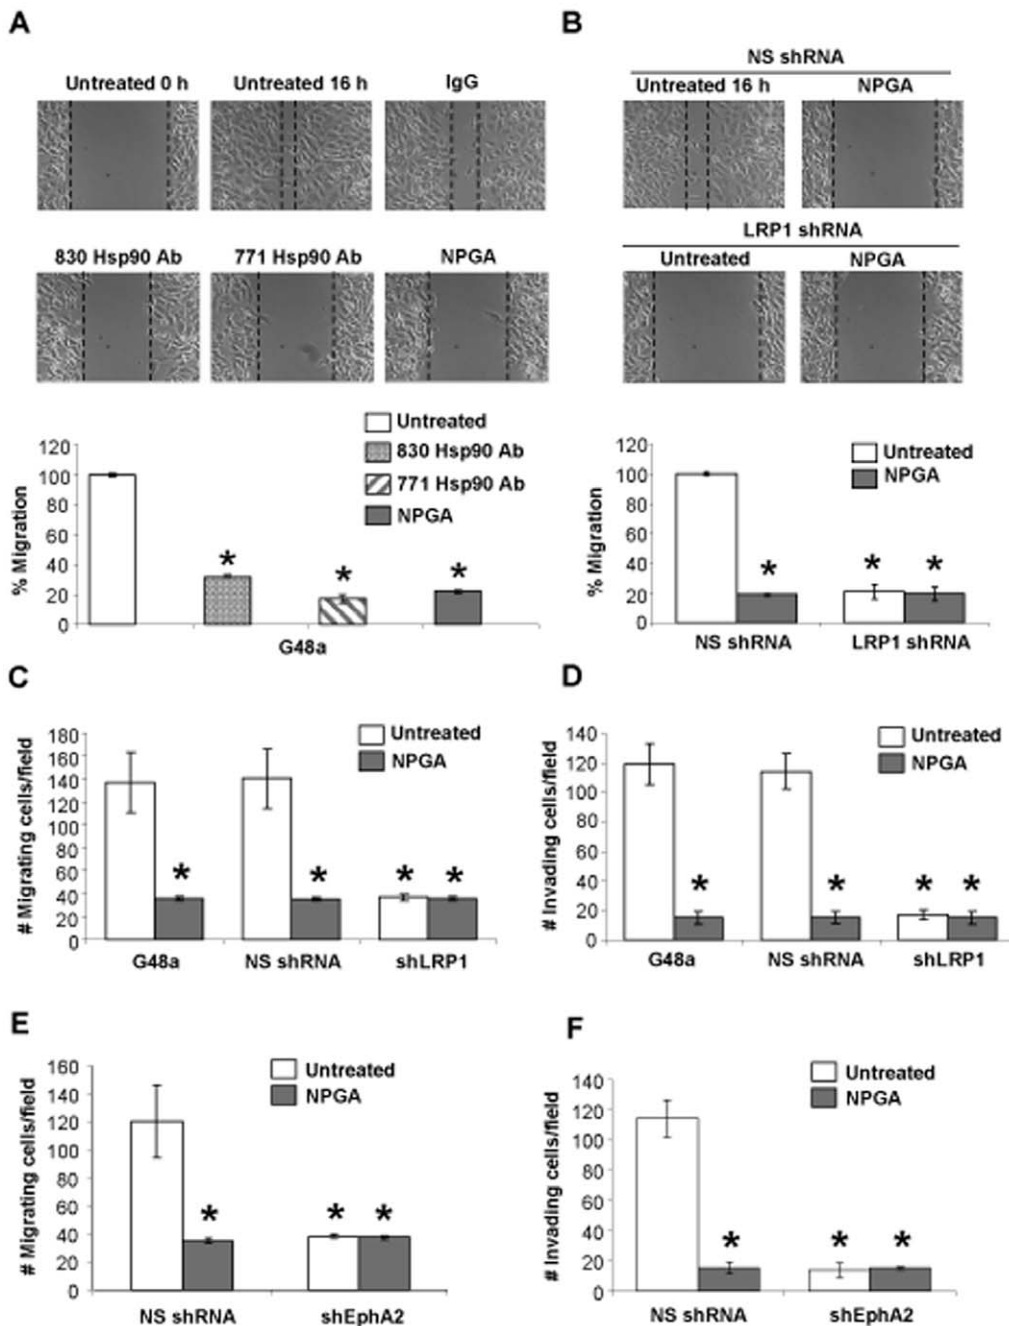 A
Untreated 0 h
Untreated 16 h
IgG
830 Hsp90 Ab
771 Hsp90 Ab
NPGA
Untreated
830 Hsp90 Ab
771 Hsp90 Ab
NPGA
% Migration
120
100
80
60
40
20
0
*
*
*
G48a
B
NS shRNA
Untreated 16 h
NPGA
LRP1 shRNA
Untreated
NPGA
Untreated
NPGA
% Migration
120
100
80
60
40
20
0
*
*
*
NS shRNA
LRP1 shRNA
C
Untreated
NPGA
# Migrating cells/field
180
160
140
120
100
80
60
40
20
0
*
*
*
*
G48a
NS shRNA
shLRP1
D
Untreated
NPGA
# Invading cells/field
140
120
100
80
60
40
20
0
*
*
*
*
G48a
NS shRNA
shLRP1
E
Untreated
NPGA
# Migrating cells/field
160
140
120
100
80
60
40
20
0
*
*
*
NS shRNA
shEphA2
F
Untreated
NPGA
# Invading cells/field
140
120
100
80
60
40
20
0
*
*
*
NS shRNA
shEphA2